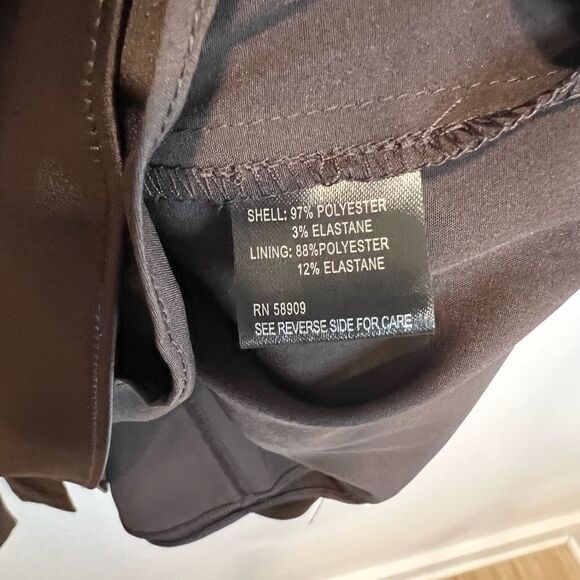 SHELL: 97% POLYESTER
3% ELASTANE
LINING: 88%POLYESTER
12% ELASTANE
RN 58909
SEE REVERSE SIDE FOR CARE